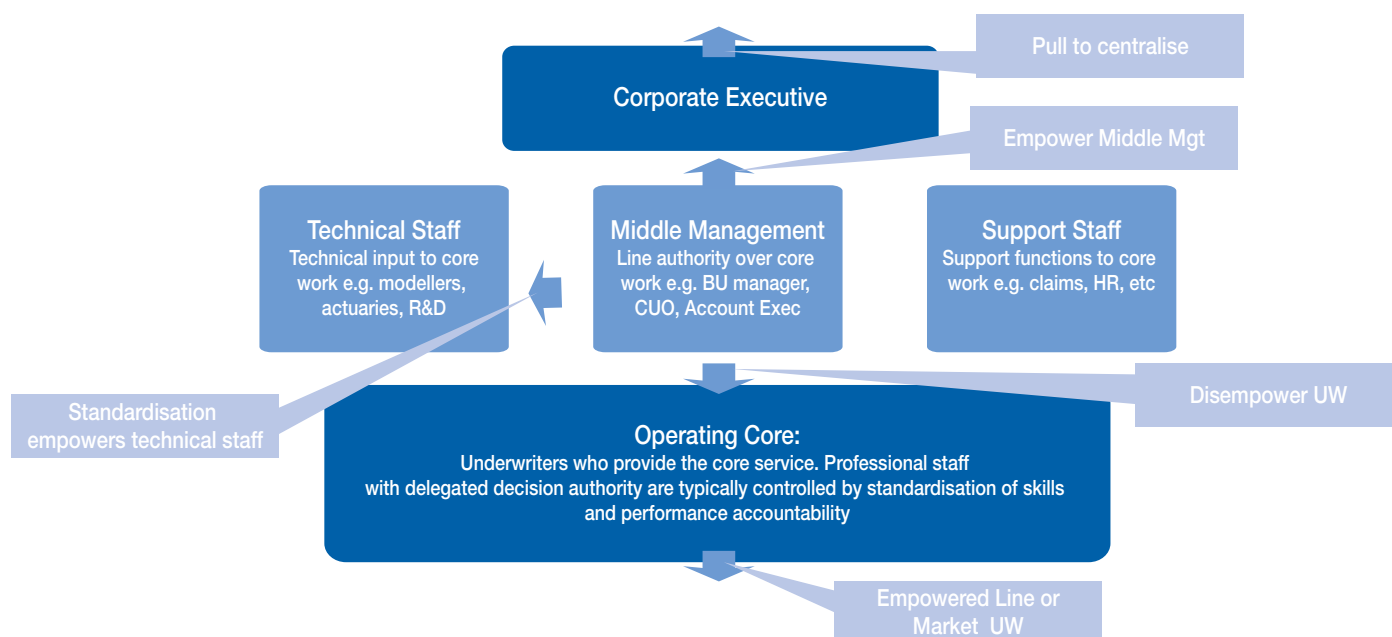 Pull to centralise
Corporate Executive
Empower Middle Mgt
Technical Staff
Technical input to core
work e.g. modellers,
actuaries, R&D
Middle Management
Line authority over core
work e.g. BU manager,
CUO, Account Exec
Support Staff
Support functions to core
work e.g. claims, HR, etc
Disempower UW
Standardisation
empowers technical staff
Operating Core:
Underwriters who provide the core service. Professional staff
with delegated decision authority are typically controlled by standardisation of skills
and performance accountability
Empowered Line or
Market UW